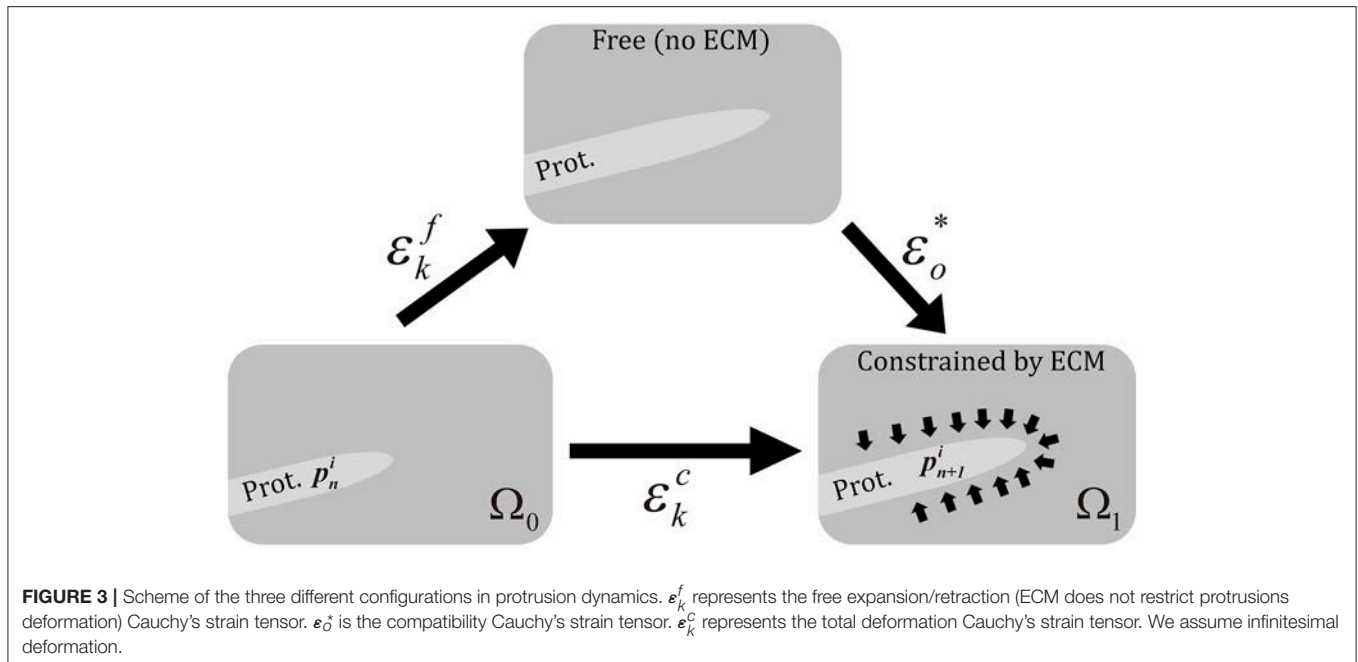 Free (no ECM)
Prot.
ε_k^f
ε_o^*
Prot. p_n^i
Ω_0
ε_k^c
Constrained by ECM
Prot. p_{n+1}^i
Ω_1
FIGURE 3 | Scheme of the three different configurations in protrusion dynamics. ε_k^f represents the free expansion/retraction (ECM does not restrict protrusions
deformation) Cauchy's strain tensor. ε_o^* is the compatibility Cauchy's strain tensor. ε_k^c represents the total deformation Cauchy's strain tensor. We assume infinitesimal
deformation.